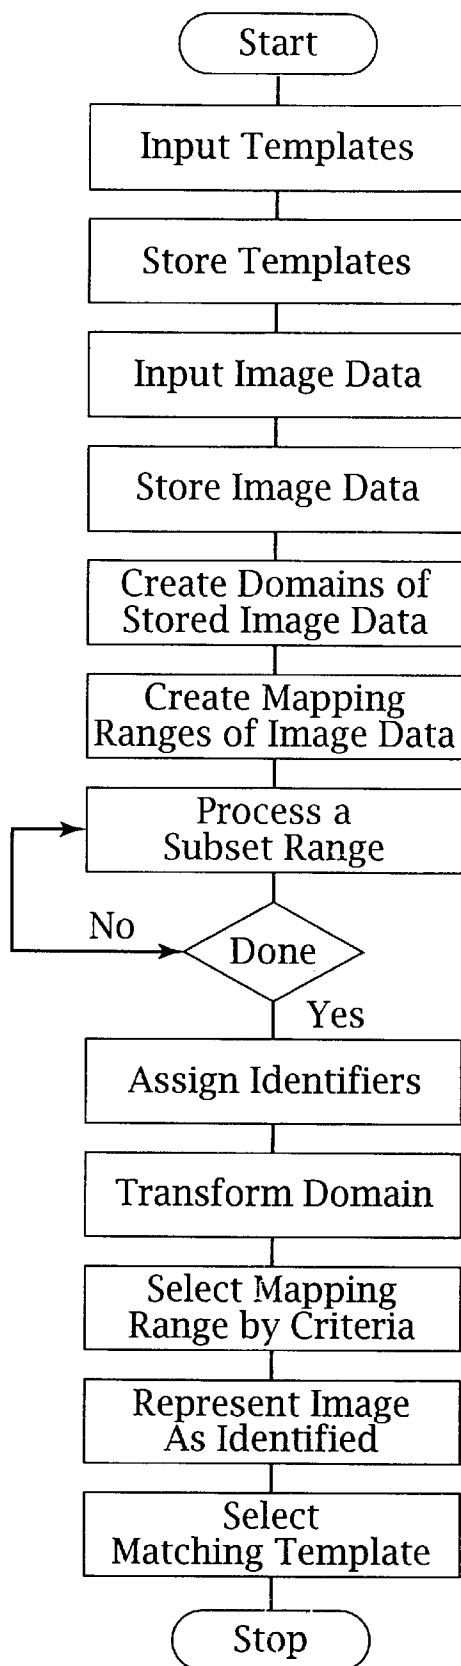 Start
Input Templates
Store Templates
Input Image Data
Store Image Data
Create Domains of
Stored Image Data
Create Mapping
Ranges of Image Data
Process a
Subset Range
No
Done
Yes
Assign Identifiers
Transform Domain
Select Mapping
Range by Criteria
Represent Image
As Identified
Select
Matching Template
Stop